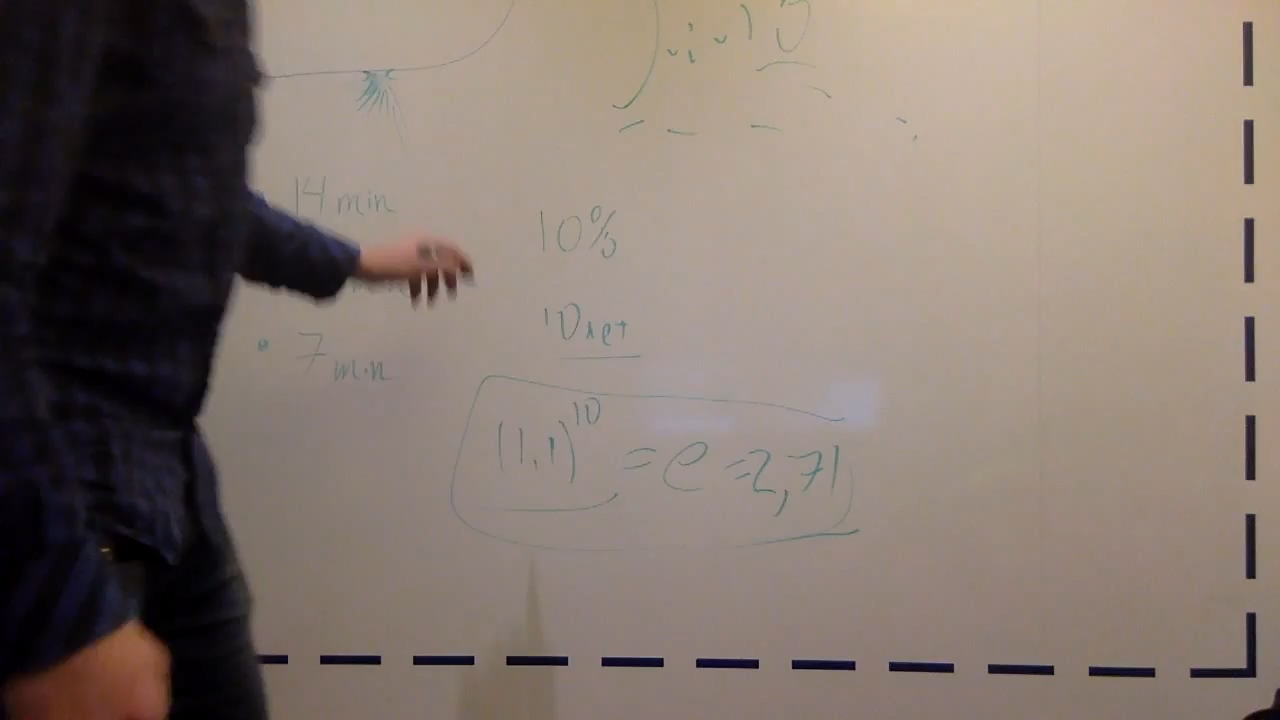 14 min
7 min
10%
10 лет
(1,1)^10 = e = 2,71